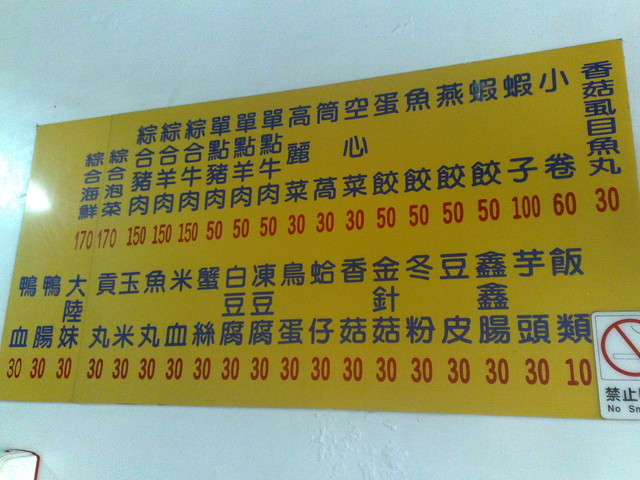 香菇虱目魚丸 30
小卷 60
蝦子 100
蝦餃 50
燕餃 50
魚餃 50
蛋餃 50
空心菜 30
筒蒿 30
高麗菜 30
單點牛肉 50
單點羊肉 50
單點豬肉 50
綜合牛肉 150
綜合羊肉 150
綜合豬肉 150
綜合泡菜 170
綜合海鮮 170
飯類 10
芋頭 30
鑫鑫腸 30
豆皮 30
冬粉 30
金針菇 30
香菇 30
蛤仔 30
鳥蛋 30
凍豆腐 30
白豆腐 30
蟹絲 30
米血 30
魚丸 30
玉米 30
貢丸 30
大陸妹 30
鴨腸 30
鴨血 30
禁止
No